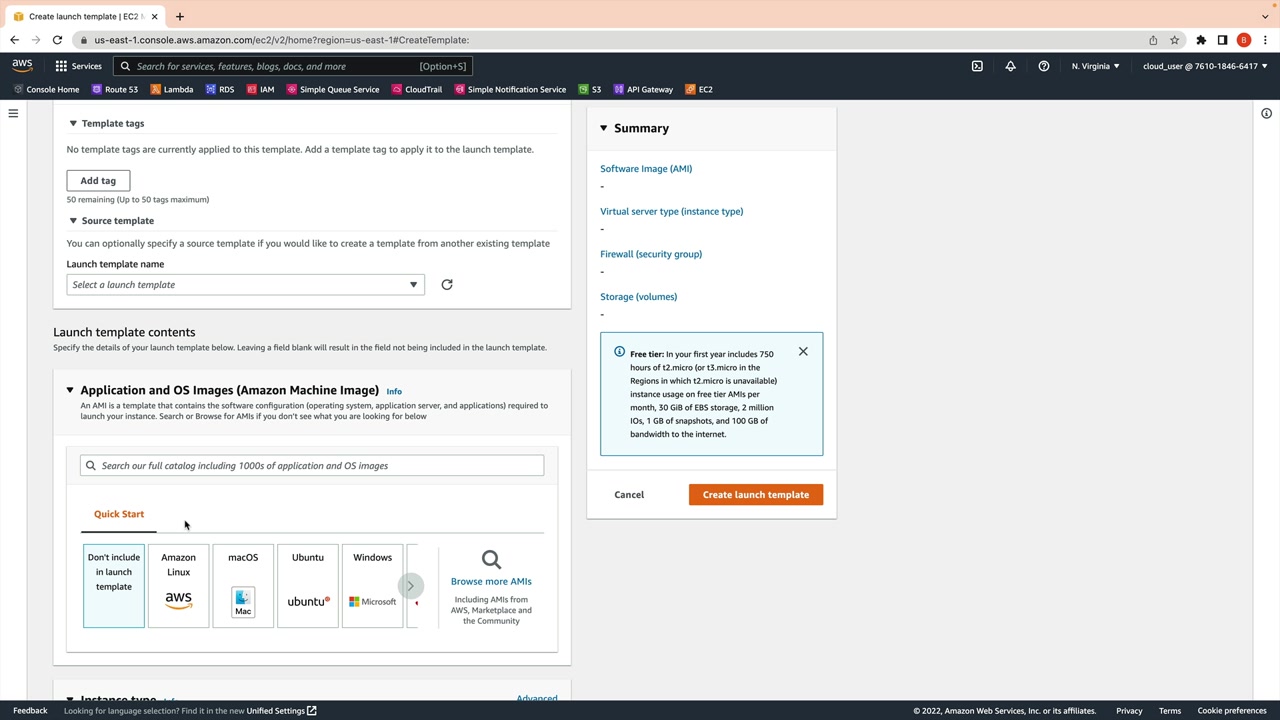 Create launch template | EC2 M
us-east-1.console.aws.amazon.com/ec2/v2/home?region=us-east-1#CreateTemplate:
B
aws
Services
Search for services, features, blogs, docs, and more
[Option+S]
N. Virginia
cloud_user @ 7610-1846-6417
Console Home
Route 53
Lambda
RDS
IAM
Simple Queue Service
CloudTrail
Simple Notification Service
S3
API Gateway
EC2
Template tags
No template tags are currently applied to this template. Add a template tag to apply it to the launch template.
Add tag
50 remaining (Up to 50 tags maximum)
Source template
You can optionally specify a source template if you would like to create a template from another existing template
Launch template name
Select a launch template
Launch template contents
Specify the details of your launch template below. Leaving a field blank will result in the field not being included in the launch template.
Application and OS Images (Amazon Machine Image)
Info
An AMI is a template that contains the software configuration (operating system, application server, and applications) required to
launch your instance. Search or Browse for AMIs if you don't see what you are looking for below
Search our full catalog including 1000s of application and OS images
Quick Start
Don't include
in launch
template
Amazon
Linux
aws
macOS
Mac
Ubuntu
ubuntu
Windows
Microsoft
Browse more AMIs
Including AMIs from
AWS, Marketplace and
the Community
Instance type
Info
Advanced
Summary
Software Image (AMI)
-
Virtual server type (instance type)
-
Firewall (security group)
-
Storage (volumes)
-
Free tier: In your first year includes 750
hours of t2.micro (or t3.micro in the
Regions in which t2.micro is unavailable)
instance usage on free tier AMIs per
month, 30 GiB of EBS storage, 2 million
IOs, 1 GB of snapshots, and 100 GB of
bandwidth to the internet.
Cancel
Create launch template
Feedback
Looking for language selection? Find it in the new Unified Settings
© 2022, Amazon Web Services, Inc. or its affiliates.
Privacy
Terms
Cookie preferences